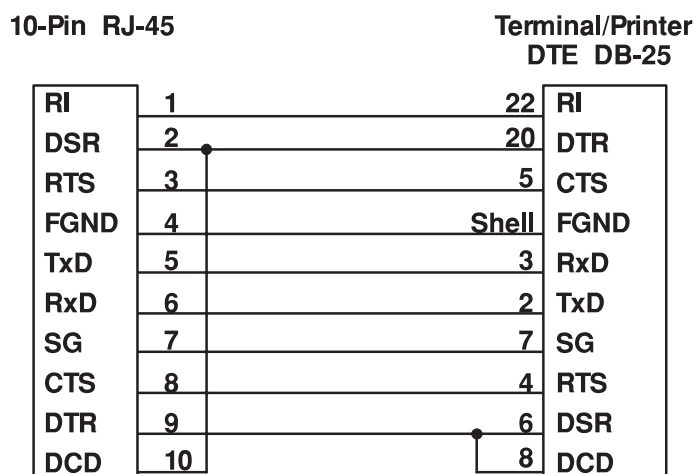 10-Pin RJ-45 Terminal/Printer
DTE DB-25
RI 1 22 RI
DSR 2 20 DTR
RTS 3 5 CTS
FGND 4 Shell FGND
TxD 5 3 RxD
RxD 6 2 TxD
SG 7 7 SG
CTS 8 4 RTS
DTR 9 6 DSR
DCD 10 8 DCD